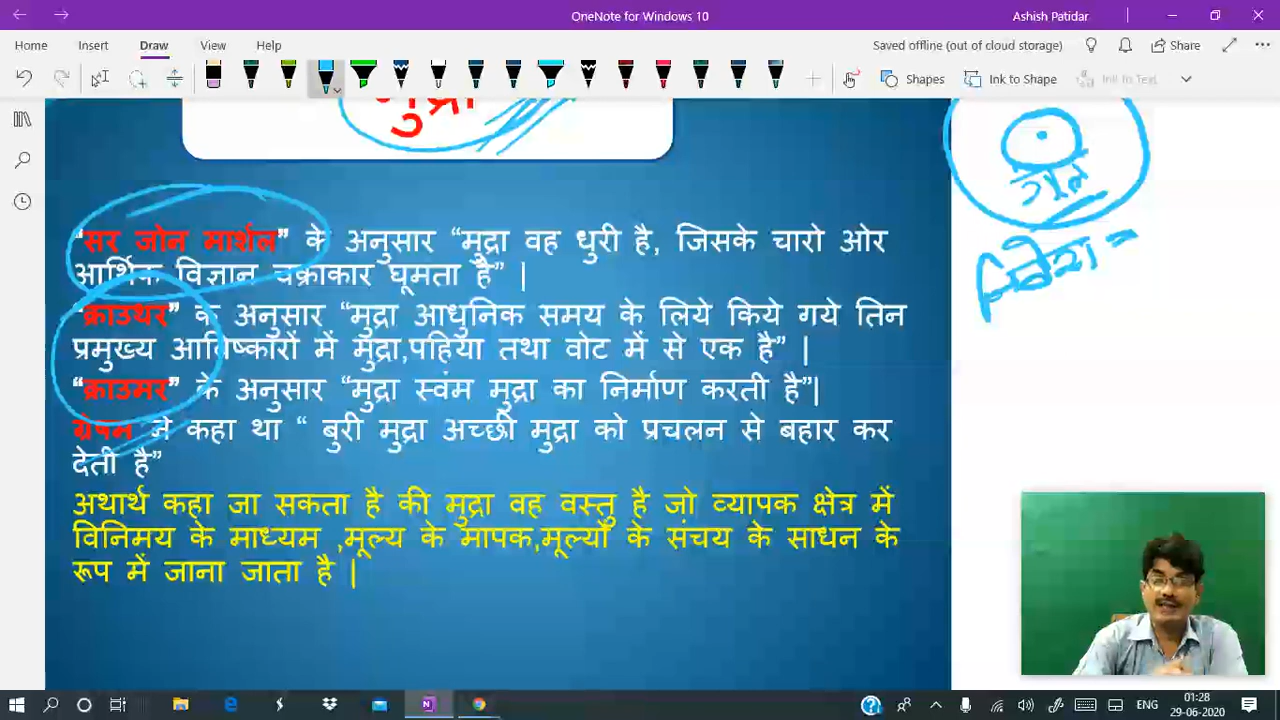 OneNote for Windows 10
Ashish Patidar
Home Insert Draw View Help
Saved offline (out of cloud storage) Share
Shapes Ink to Shape Ink to Text
मुद्रा
“सर जोन मार्शल” के अनुसार “मुद्रा वह धुरी है, जिसके चारो ओर
आर्थिक विज्ञान चक्राकार घूमता है” |
“क्राउथर” के अनुसार “मुद्रा आधुनिक समय के लिये किये गये तिन
प्रमुख्य आविष्कारों में मुद्रा,पहिया तथा वोट में से एक है” |
“क्राउमर” के अनुसार “मुद्रा स्वंम मुद्रा का निर्माण करती है”|
ग्रेषम ने कहा था “ बुरी मुद्रा अच्छी मुद्रा को प्रचलन से बहार कर
देती है”
अथार्थ कहा जा सकता है की मुद्रा वह वस्तु है जो व्यापक क्षेत्र में
विनिमय के माध्यम ,मूल्य के मापक,मूल्यों के संचय के साधन के
रूप में जाना जाता है |
ENG
01:28
29-06-2020